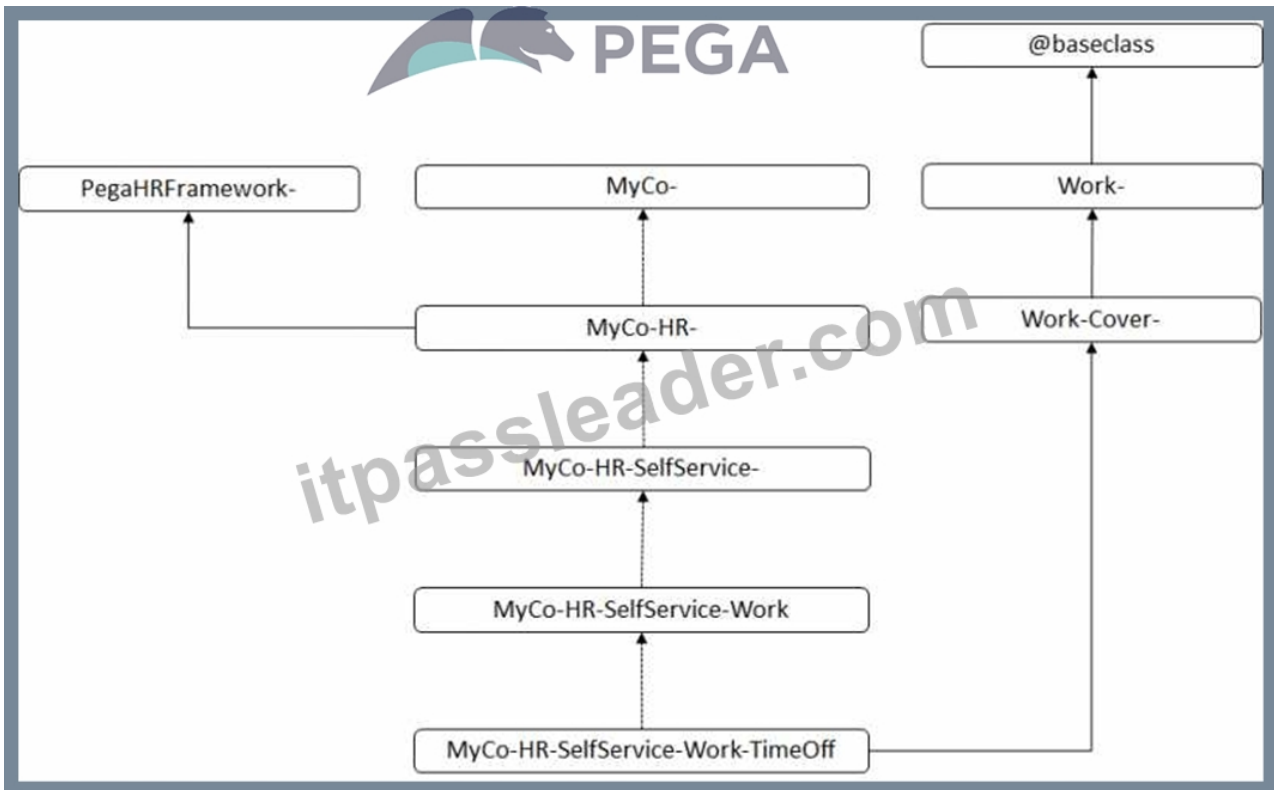 PEGA
@baseclass
PegaHRFramework-
MyCo-
Work-
MyCo-HR-
Work-Cover-
MyCo-HR-SelfService-
MyCo-HR-SelfService-Work
MyCo-HR-SelfService-Work-TimeOff
itpassleader.com